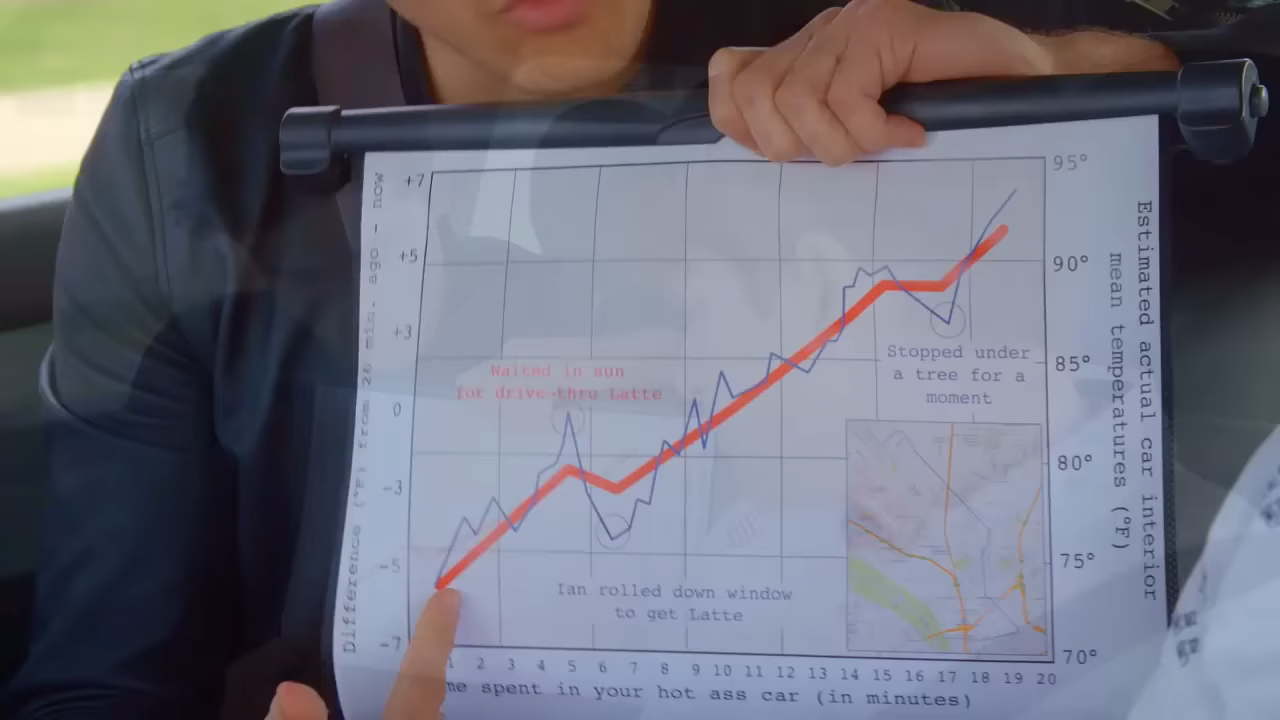 +7
+5
+3
0
-3
-5
-7
Difference (°F) from 20 min. ago - now
Waited in sun
for drive-thru Latte
Ian rolled down window
to get Latte
Stopped under
a tree for a
moment
95°
90°
85°
80°
75°
70°
Estimated actual car interior
mean temperatures (°F)
1 2 3 4 5 6 7 8 9 10 11 12 13 14 15 16 17 18 19 20
me spent in your hot ass car (in minutes)